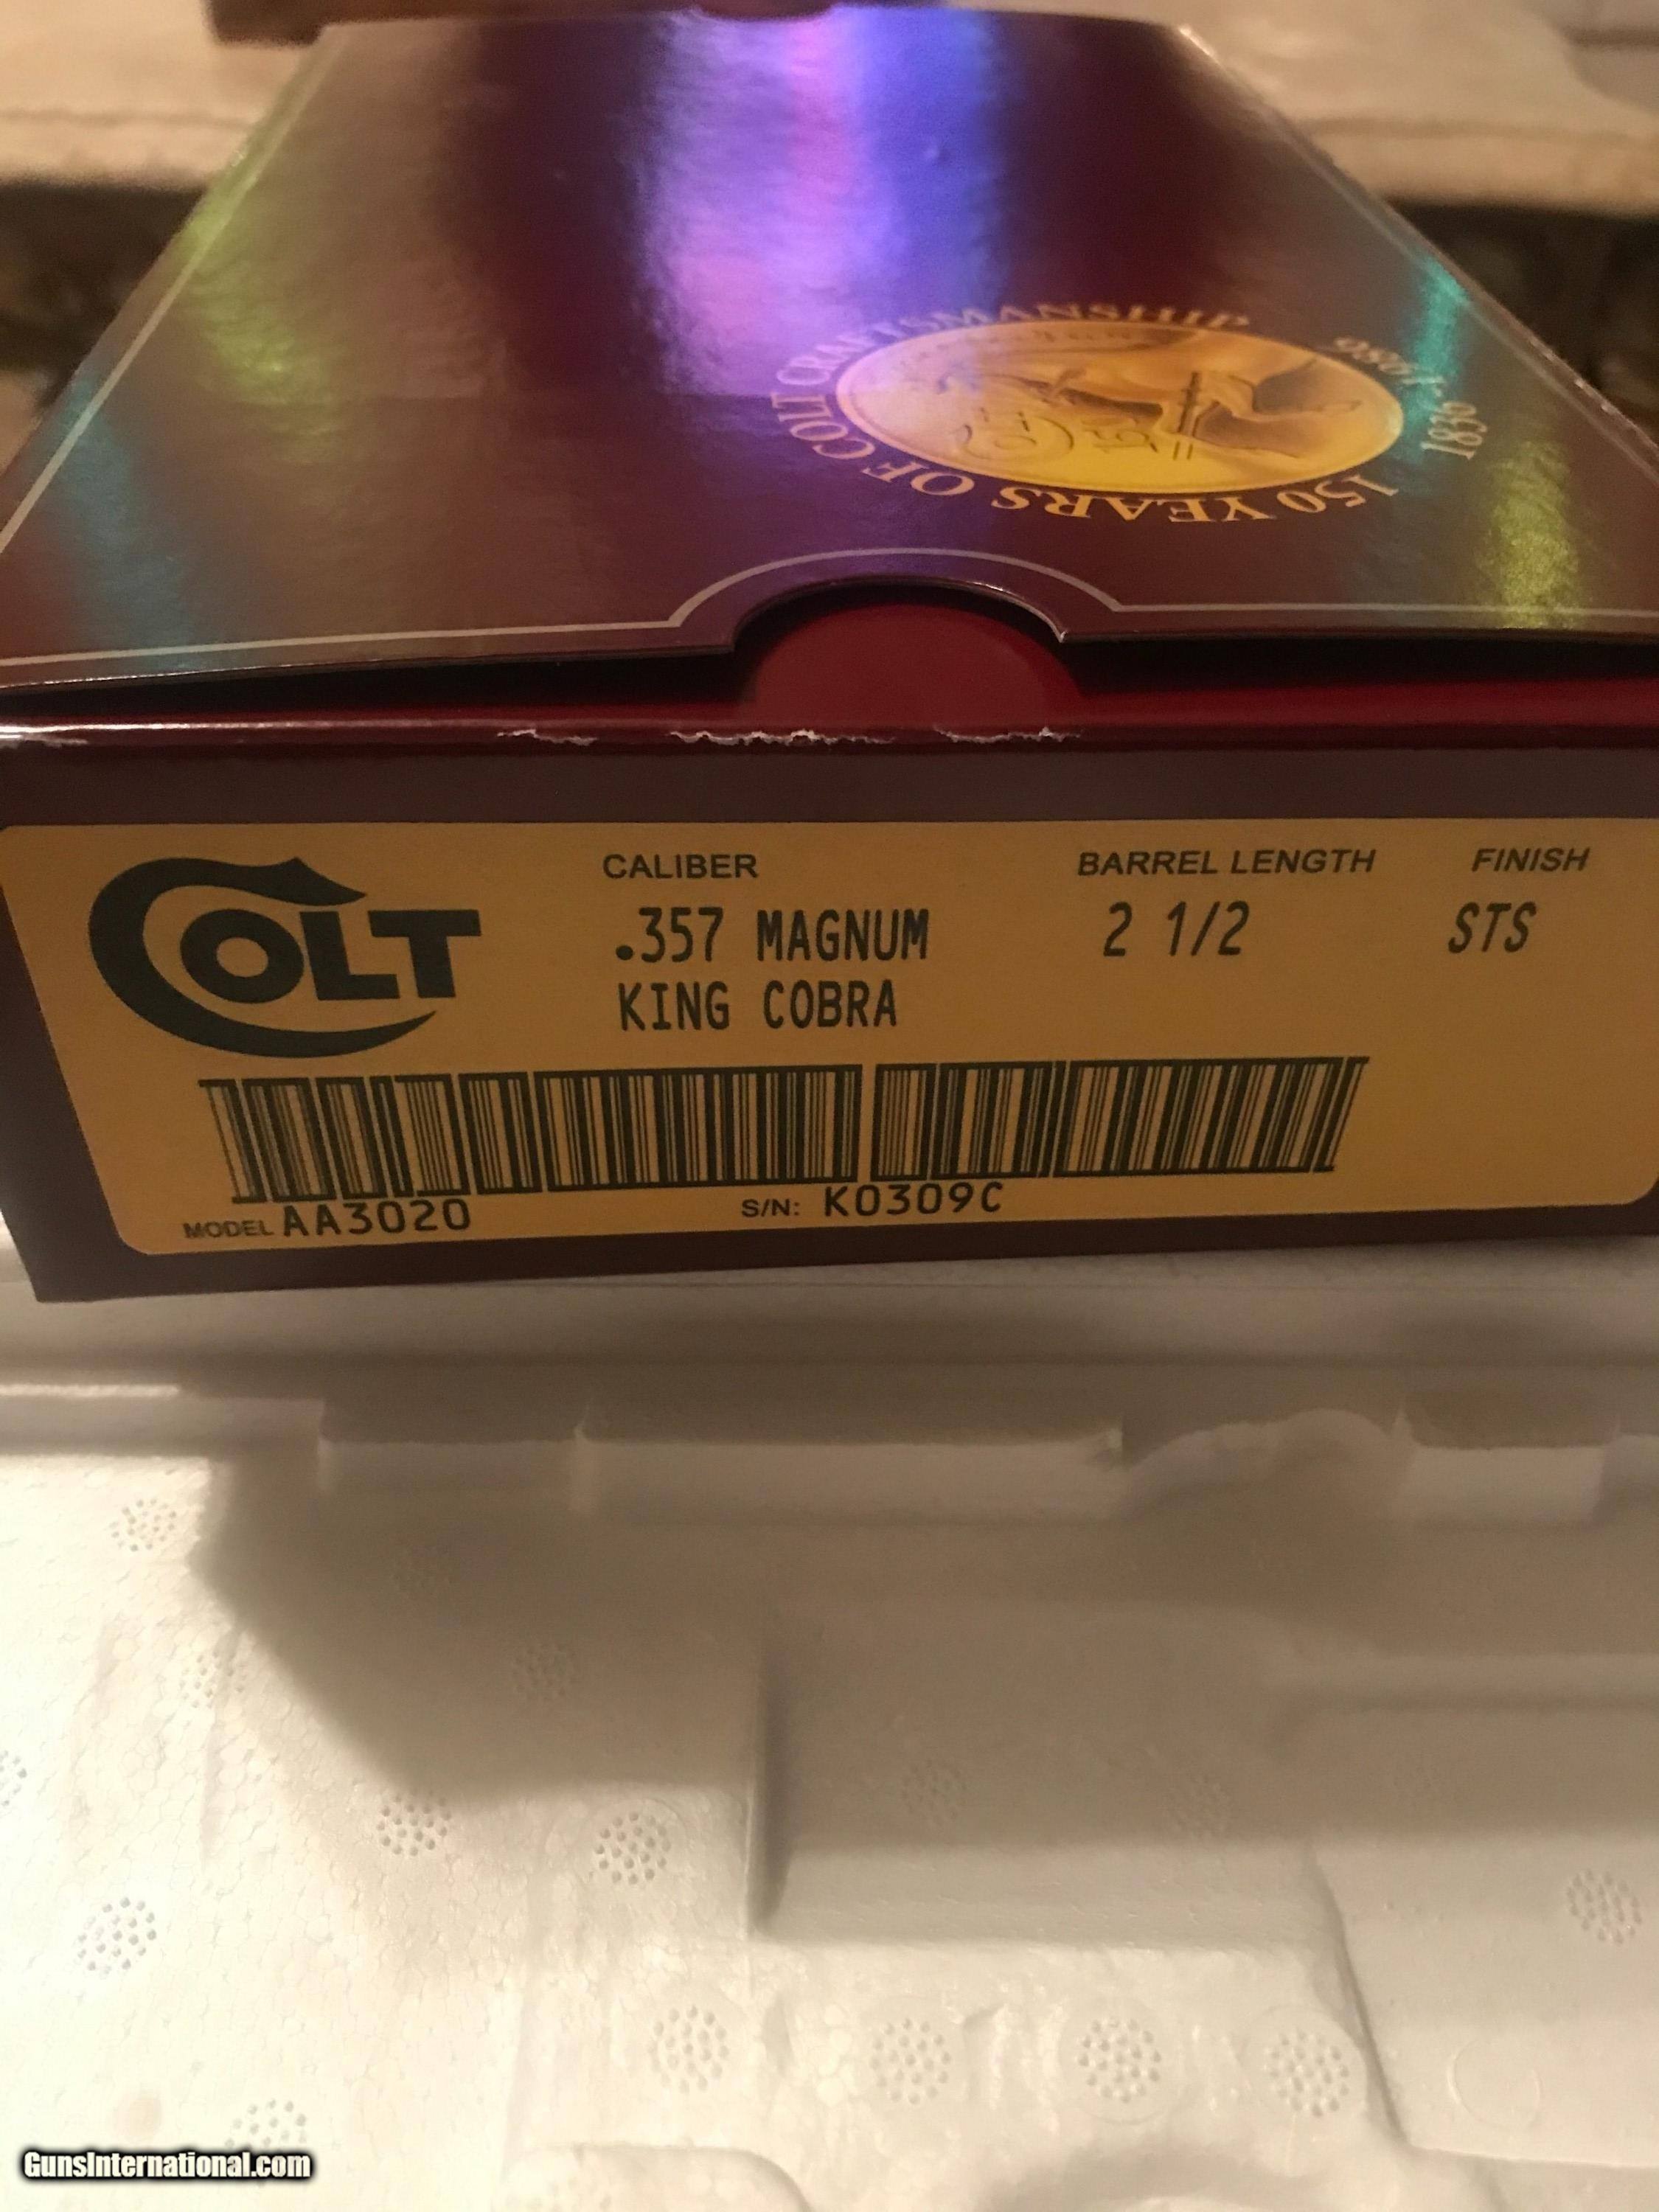 150 YEARS OF COLT CRAFTSMANSHIP
1836 - 1986
COLT
CALIBER BARREL LENGTH FINISH
.357 MAGNUM 2 1/2 STS
KING COBRA
MODEL AA3020 S/N: K0309C
GunsInternational.com